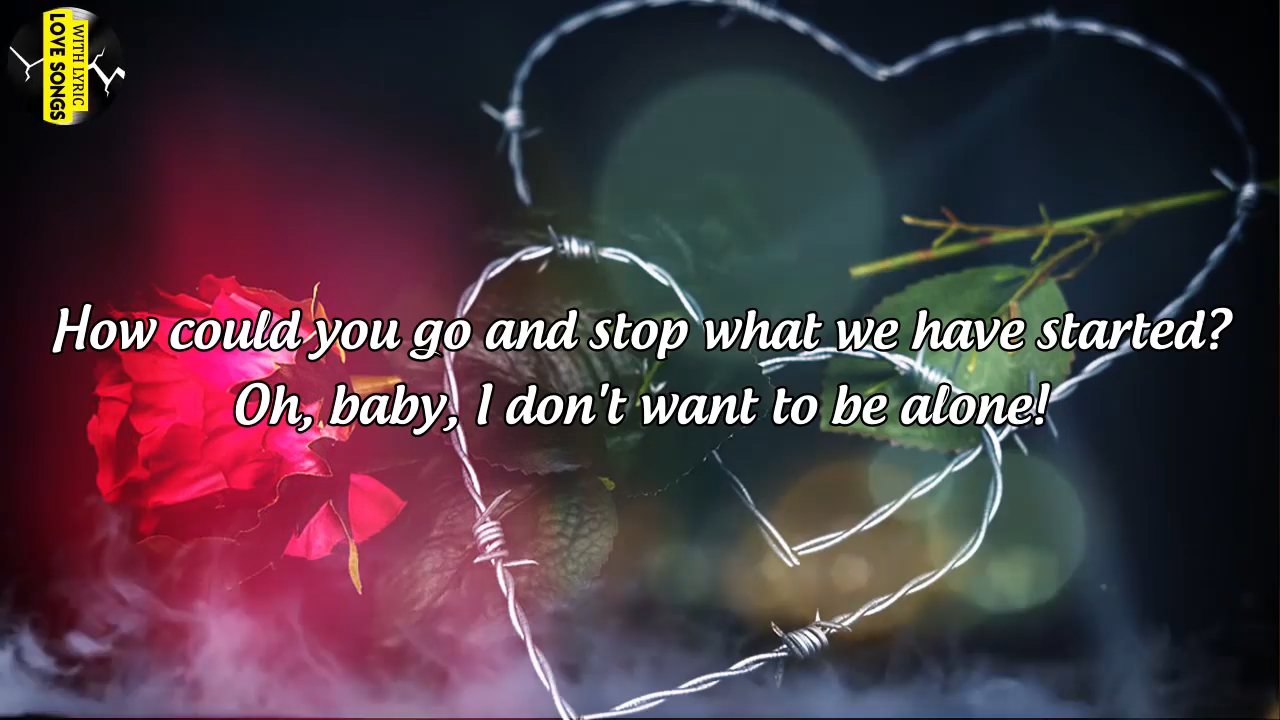 WITH LYRIC
LOVE SONGS
How could you go and stop what we have started?
Oh, baby, I don't want to be alone!